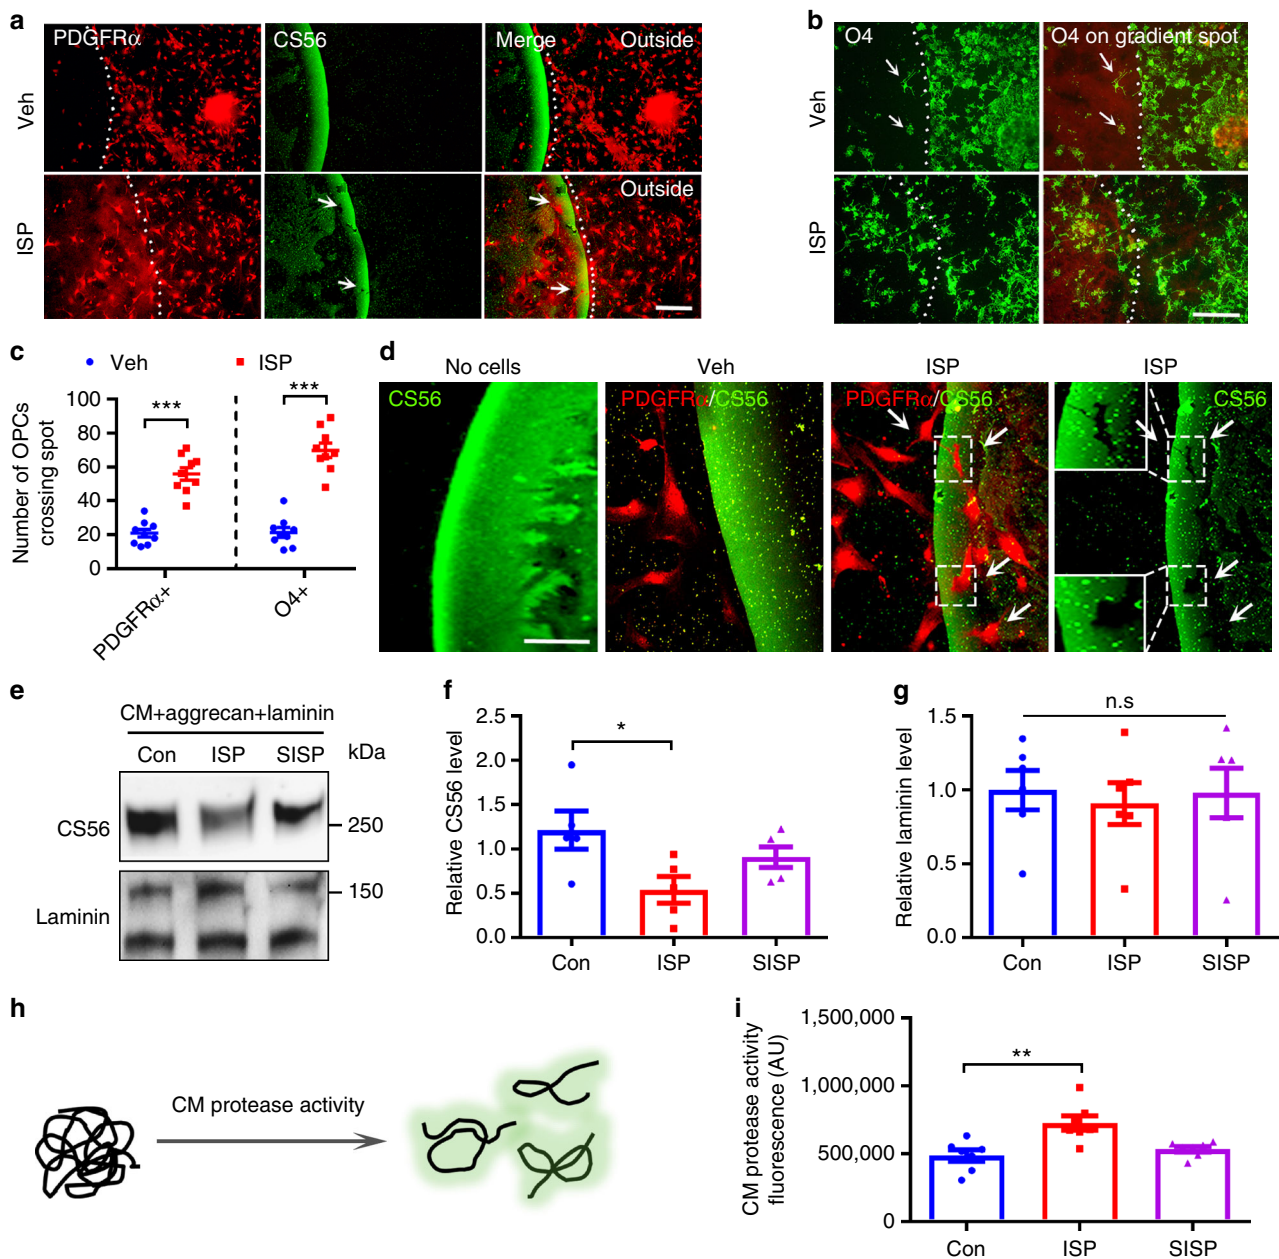 a
PDGFRα
CS56
Merge
Outside
Veh
Outside
ISP
b
O4
O4 on gradient spot
Veh
ISP
c
Veh
ISP
Number of OPCs
crossing spot
100
80
60
40
20
0
***
***
PDGFRα+
O4+
d
No cells
Veh
ISP
ISP
CS56
PDGFRα/CS56
PDGFRα/CS56
CS56
e
CM+aggrecan+laminin
Con
ISP
SISP
kDa
CS56
250
150
Laminin
f
Relative CS56 level
2.5
2.0
1.5
1.0
0.5
0.0
*
Con
ISP
SISP
g
Relative laminin level
1.5
1.0
0.5
0.0
n.s
Con
ISP
SISP
h
CM protease activity
i
CM protease activity
fluorescence (AU)
1,500,000
1,000,000
500,000
0
**
Con
ISP
SISP